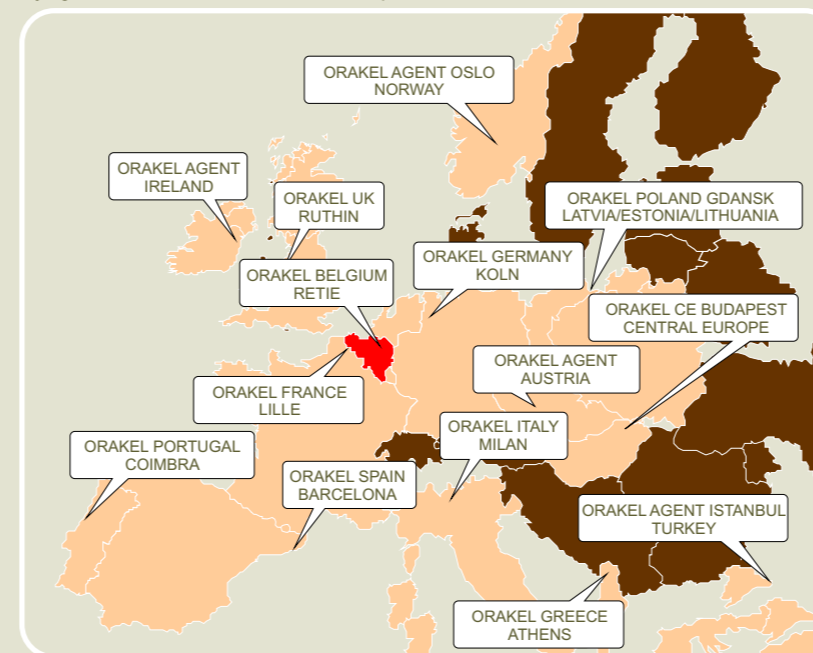 ORAKEL AGENT OSLO
NORWAY
ORAKEL AGENT
IRELAND
ORAKEL UK
RUTHIN
ORAKEL POLAND GDANSK
LATVIA/ESTONIA/LITHUANIA
ORAKEL BELGIUM
RETIE
ORAKEL GERMANY
KOLN
ORAKEL CE BUDAPEST
CENTRAL EUROPE
ORAKEL AGENT
AUSTRIA
ORAKEL FRANCE
LILLE
ORAKEL ITALY
MILAN
ORAKEL PORTUGAL
COIMBRA
ORAKEL SPAIN
BARCELONA
ORAKEL AGENT ISTANBUL
TURKEY
ORAKEL GREECE
ATHENS